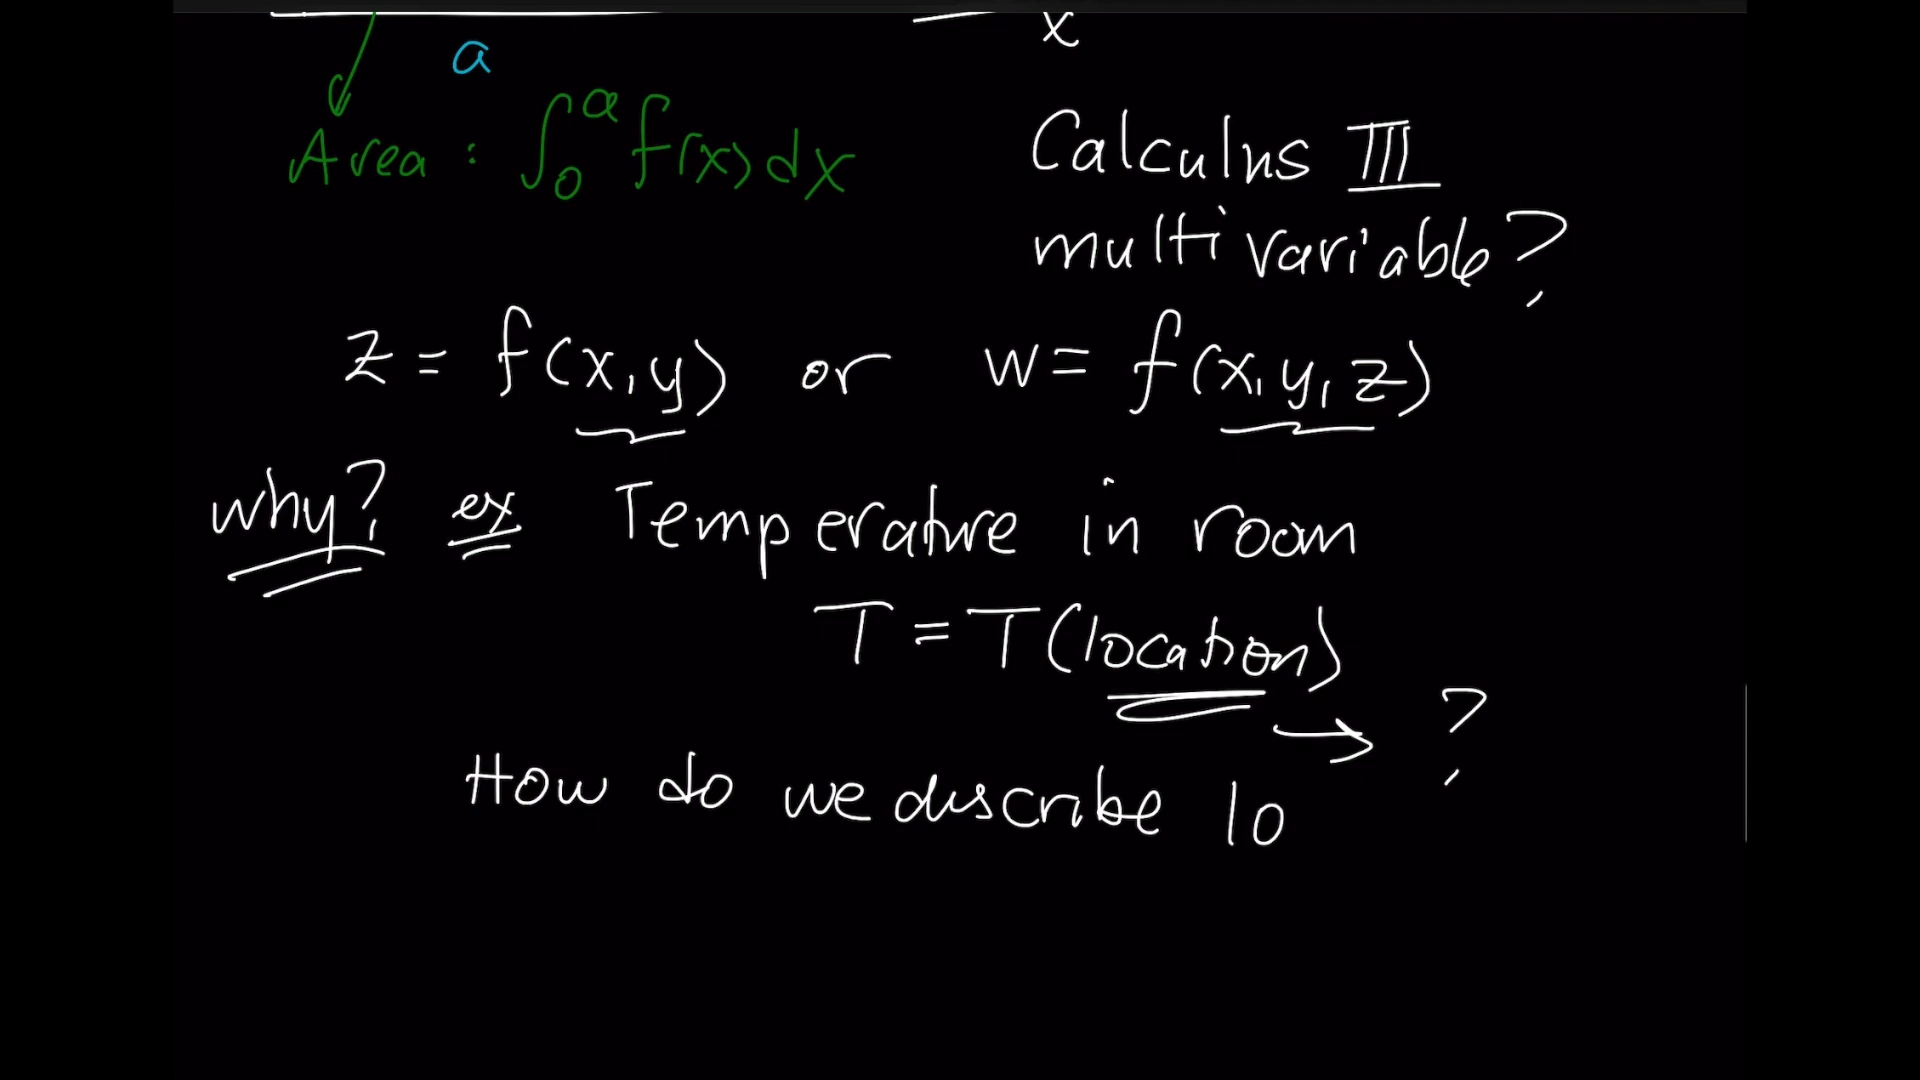 a
x
Area : ∫₀ᵃ f(x) dx
Calculus III
multivariable?
z = f(x, y) or w = f(x, y, z)
why? ex Temperature in room
T = T(location)
→ ?
How do we describe lo